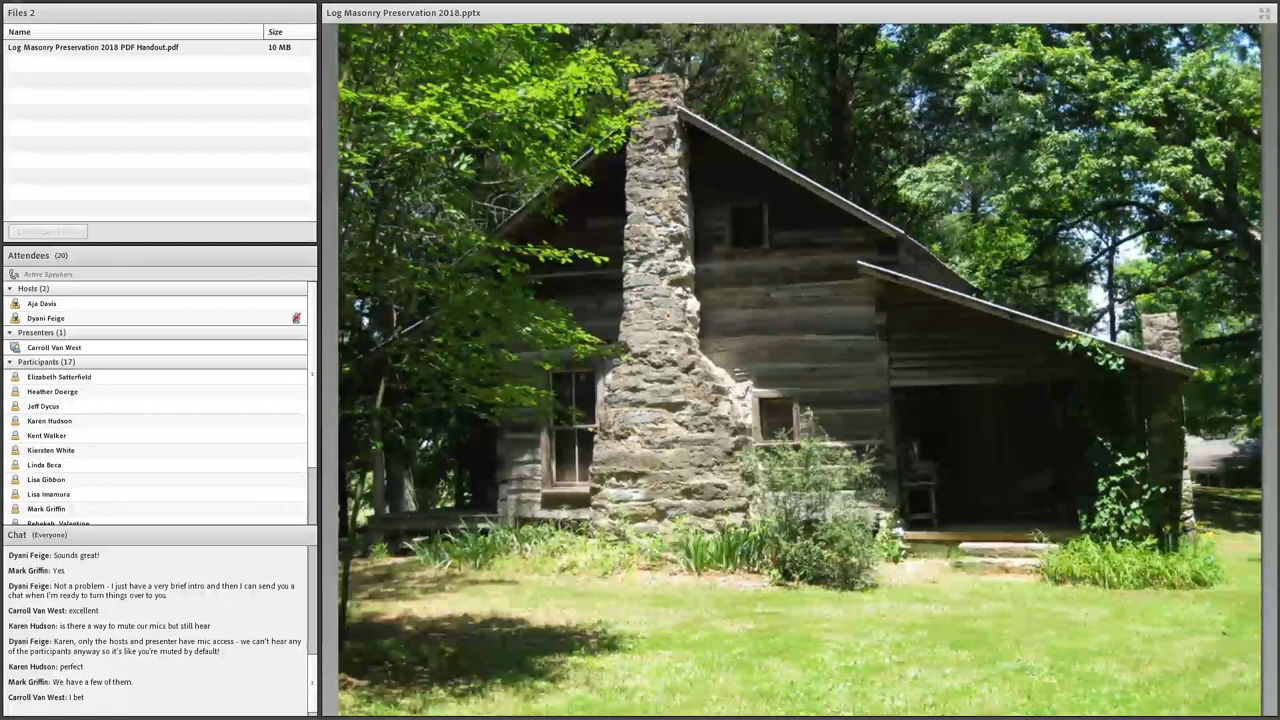 Files 2
Name Size
Log Masonry Preservation 2018 PDF Handout.pdf 10 MB
Attendees (20)
Active Speakers
Hosts (2)
Aja Davis
Dyani Feige
Presenters (1)
Carroll Van West
Participants (17)
Elizabeth Satterfield
Heather Doerge
Jeff Dycus
Karen Hudson
Kent Walker
Kiersten White
Linda Beca
Lisa Gibbon
Lisa Imamura
Mark Griffin
Rebekah Valentine
Chat (Everyone)
Dyani Feige: Sounds great!
Mark Griffin: Yes.
Dyani Feige: Not a problem - I just have a very brief intro and then I can send you a
chat when I'm ready to turn things over to you.
Carroll Van West: excellent
Karen Hudson: is there a way to mute our mics but still hear
Dyani Feige: Karen, only the hosts and presenter have mic access - we can't hear any
of the participants anyway so it's like you're muted by default!
Karen Hudson: perfect
Mark Griffin: We have a few of them.
Carroll Van West: I bet
Log Masonry Preservation 2018.pptx